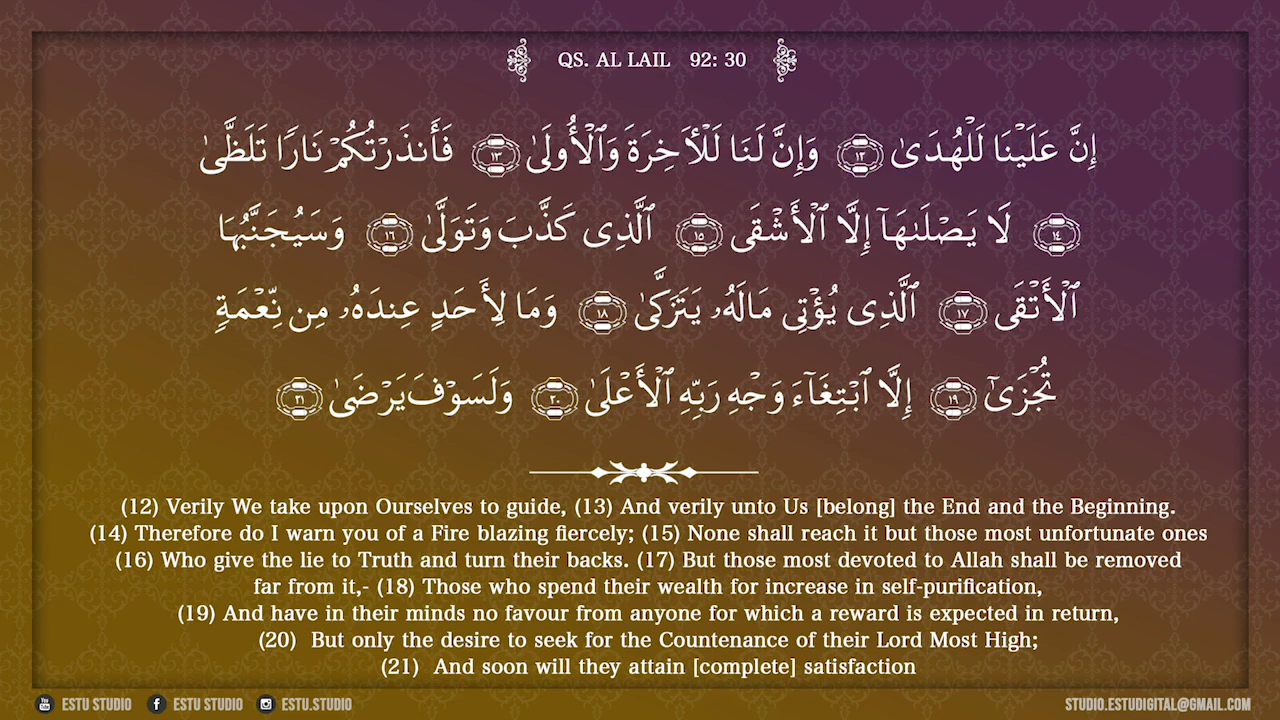 QS. AL LAIL 92: 30
إِنَّ عَلَيْنَا لَلْهُدَىٰ ١٢ وَإِنَّ لَنَا لَلْأَخِرَةَ وَٱلْأُولَىٰ ١٣ فَأَنذَرْتُكُمْ نَارًا تَلَظَّىٰ
١٤ لَا يَصْلَىٰهَآ إِلَّا ٱلْأَشْقَى ١٥ ٱلَّذِى كَذَّبَ وَتَوَلَّىٰ ١٦ وَسَيُجَنَّبُهَا
ٱلْأَتْقَى ١٧ ٱلَّذِى يُؤْتِى مَالَهُۥ يَتَزَكَّىٰ ١٨ وَمَا لِأَحَدٍ عِندَهُۥ مِن نِّعْمَةٍ
تُجْزَىٰٓ ١٩ إِلَّا ٱبْتِغَآءَ وَجْهِ رَبِّهِ ٱلْأَعْلَىٰ ٢٠ وَلَسَوْفَ يَرْضَىٰ ٢١
(12) Verily We take upon Ourselves to guide, (13) And verily unto Us [belong] the End and the Beginning.
(14) Therefore do I warn you of a Fire blazing fiercely; (15) None shall reach it but those most unfortunate ones
(16) Who give the lie to Truth and turn their backs. (17) But those most devoted to Allah shall be removed
far from it,- (18) Those who spend their wealth for increase in self-purification,
(19) And have in their minds no favour from anyone for which a reward is expected in return,
(20) But only the desire to seek for the Countenance of their Lord Most High;
(21) And soon will they attain [complete] satisfaction
ESTU STUDIO ESTU STUDIO ESTU.STUDIO STUDIO.ESTUDIGITAL@GMAIL.COM